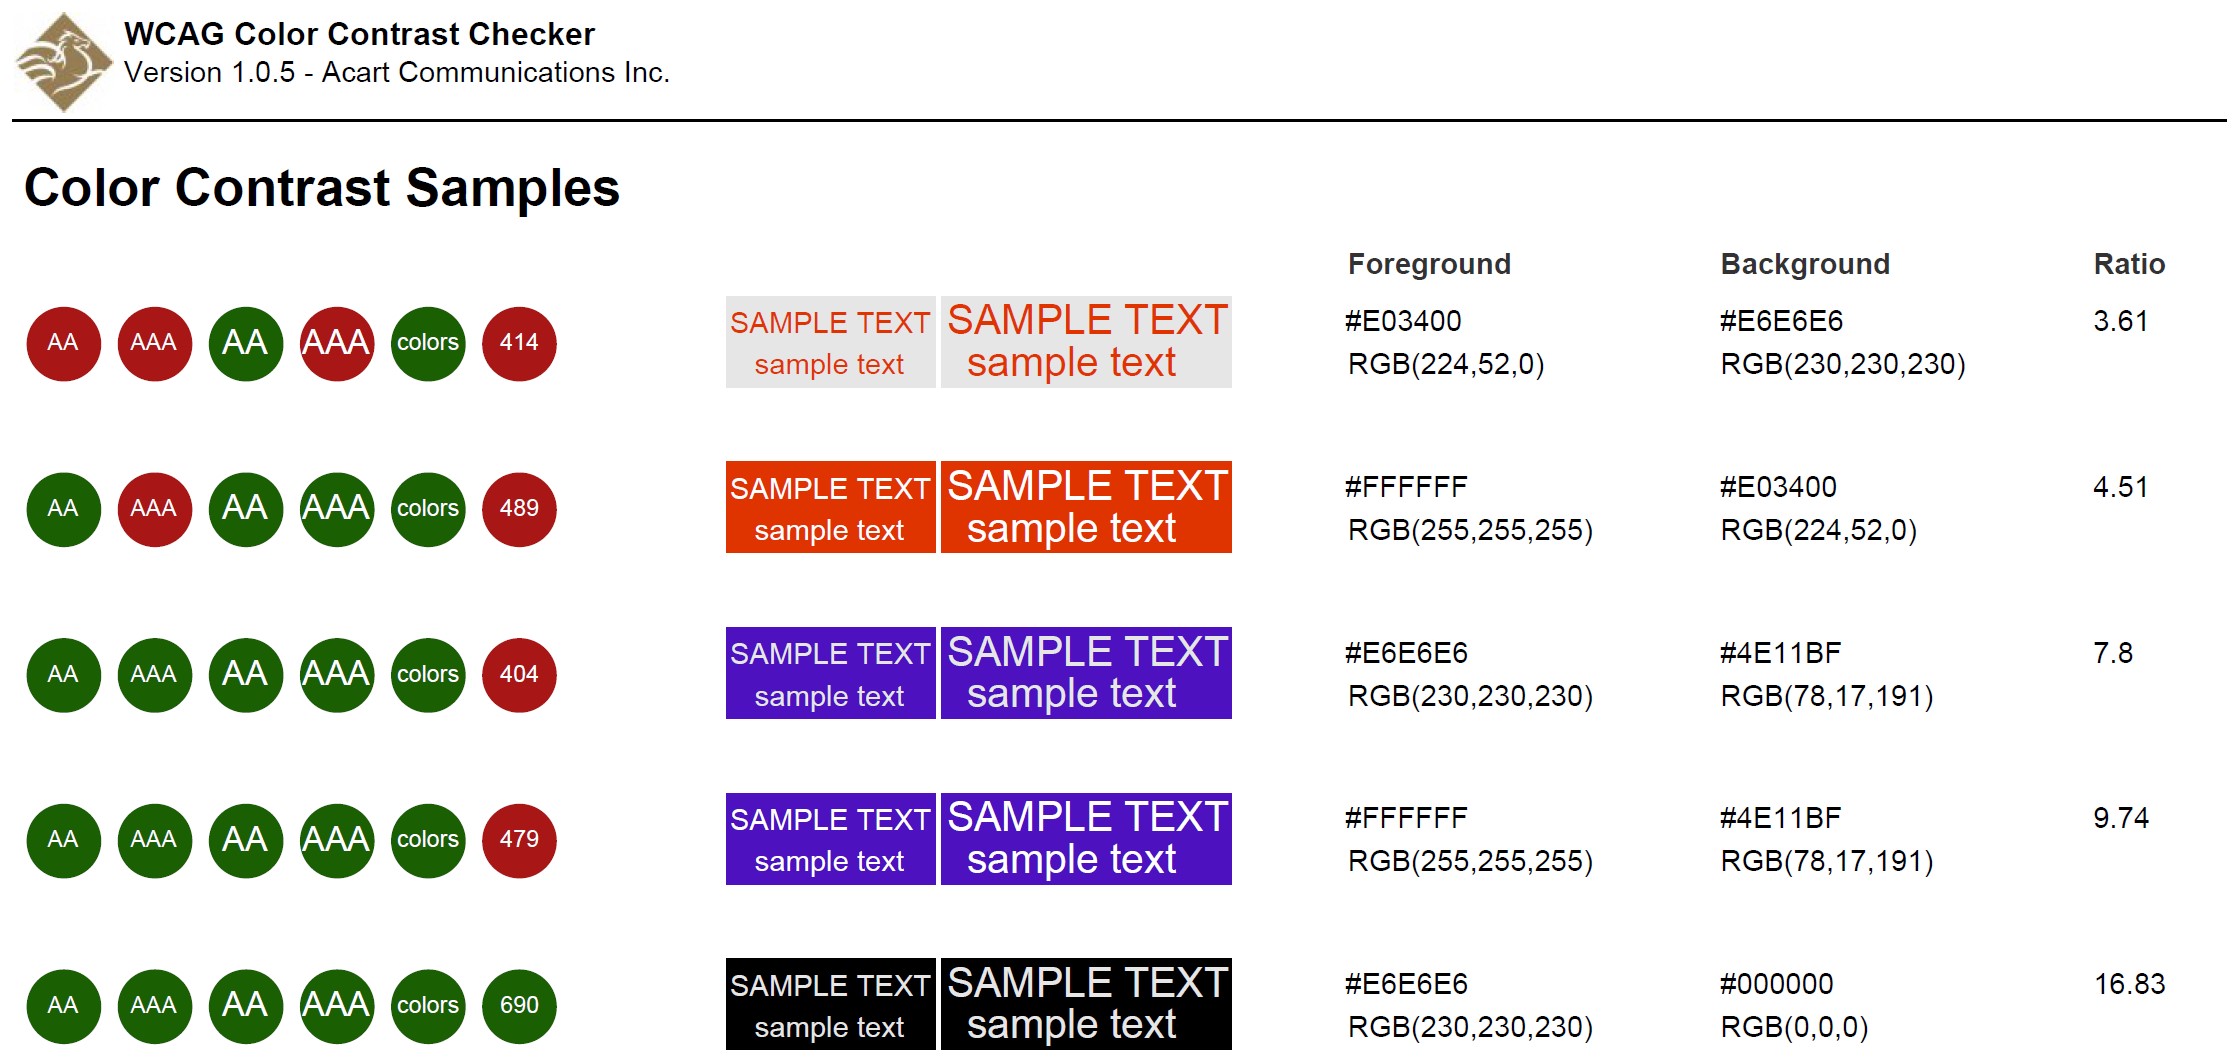 WCAG Color Contrast Checker
Version 1.0.5 - Acart Communications Inc.
Color Contrast Samples
Foreground Background Ratio
AA AAA AA AAA colors 414 SAMPLE TEXT SAMPLE TEXT #E03400 #E6E6E6 3.61
sample text sample text RGB(224,52,0) RGB(230,230,230)
AA AAA AA AAA colors 489 SAMPLE TEXT SAMPLE TEXT #FFFFFF #E03400 4.51
sample text sample text RGB(255,255,255) RGB(224,52,0)
AA AAA AA AAA colors 404 SAMPLE TEXT SAMPLE TEXT #E6E6E6 #4E11BF 7.8
sample text sample text RGB(230,230,230) RGB(78,17,191)
AA AAA AA AAA colors 479 SAMPLE TEXT SAMPLE TEXT #FFFFFF #4E11BF 9.74
sample text sample text RGB(255,255,255) RGB(78,17,191)
AA AAA AA AAA colors 690 SAMPLE TEXT SAMPLE TEXT #E6E6E6 #000000 16.83
sample text sample text RGB(230,230,230) RGB(0,0,0)